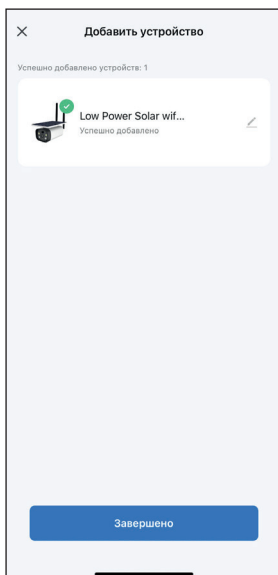 Добавить устройство
Успешно добавлено устройств: 1
Low Power Solar wif...
Успешно добавлено
Завершено